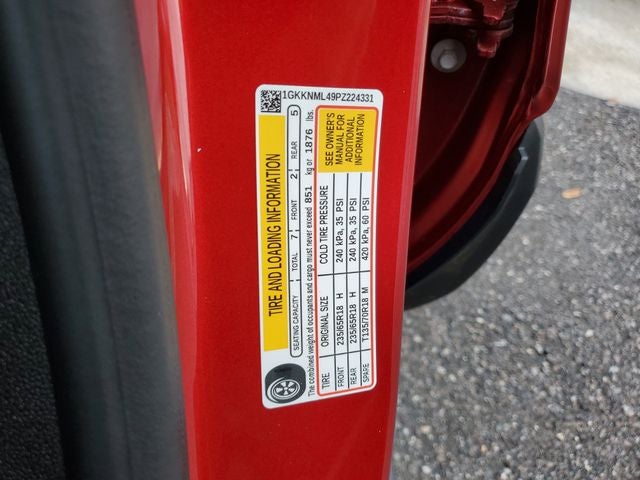 1GKKNML49PZ224331
TIRE AND LOADING INFORMATION
SEATING CAPACITY TOTAL 7 FRONT 2 REAR 5
The combined weight of occupants and cargo must never exceed 851 kg or 1876 lbs.
TIRE ORIGINAL SIZE COLD TIRE PRESSURE
FRONT 235/65R18 H 240 kPa, 35 PSI
REAR 235/65R18 H 240 kPa, 35 PSI
SPARE T135/70R18 M 420 kPa, 60 PSI
SEE OWNER'S
MANUAL FOR
ADDITIONAL
INFORMATION